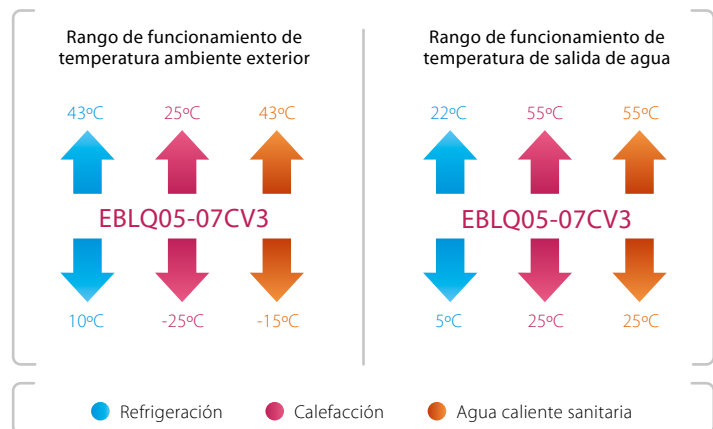 Rango de funcionamiento de
temperatura ambiente exterior
43ºC 25ºC 43ºC
EBLQ05-07CV3
10ºC -25ºC -15ºC
Rango de funcionamiento de
temperatura de salida de agua
22ºC 55ºC 55ºC
EBLQ05-07CV3
5ºC 25ºC 25ºC
Refrigeración Calefacción Agua caliente sanitaria